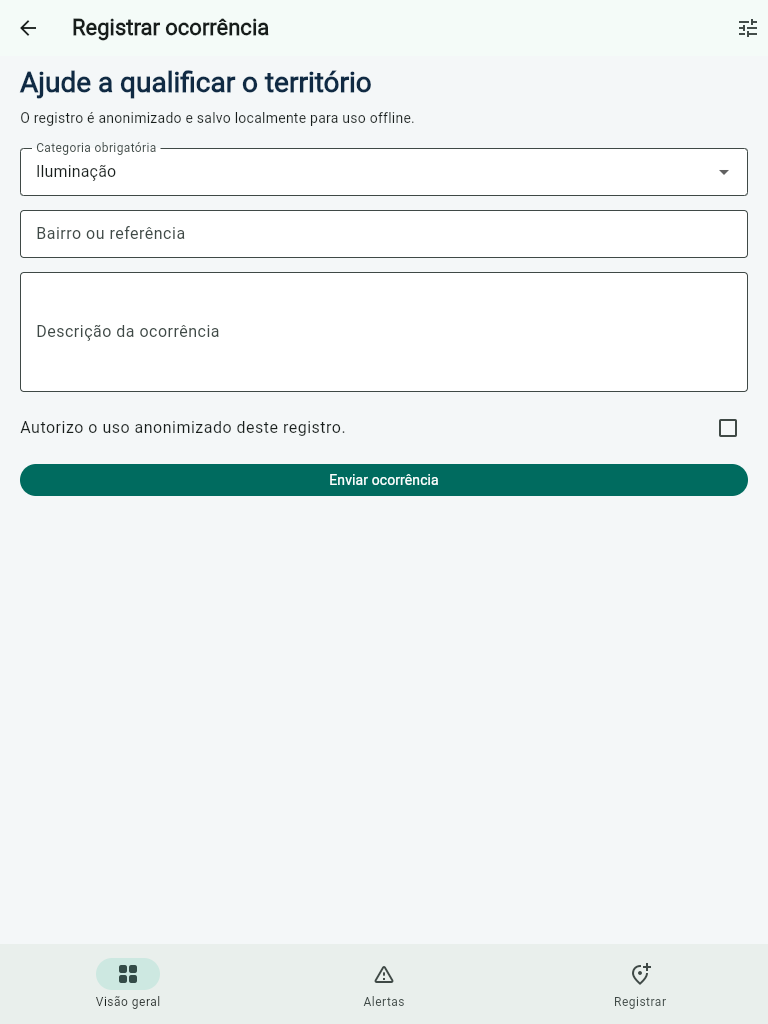 Registrar ocorrência
Ajude a qualificar o território
O registro é anonimizado e salvo localmente para uso offline.
Categoria obrigatória
Iluminação
Bairro ou referência
Descrição da ocorrência
Autorizo o uso anonimizado deste registro.
Enviar ocorrência
Visão geral
Alertas
Registrar